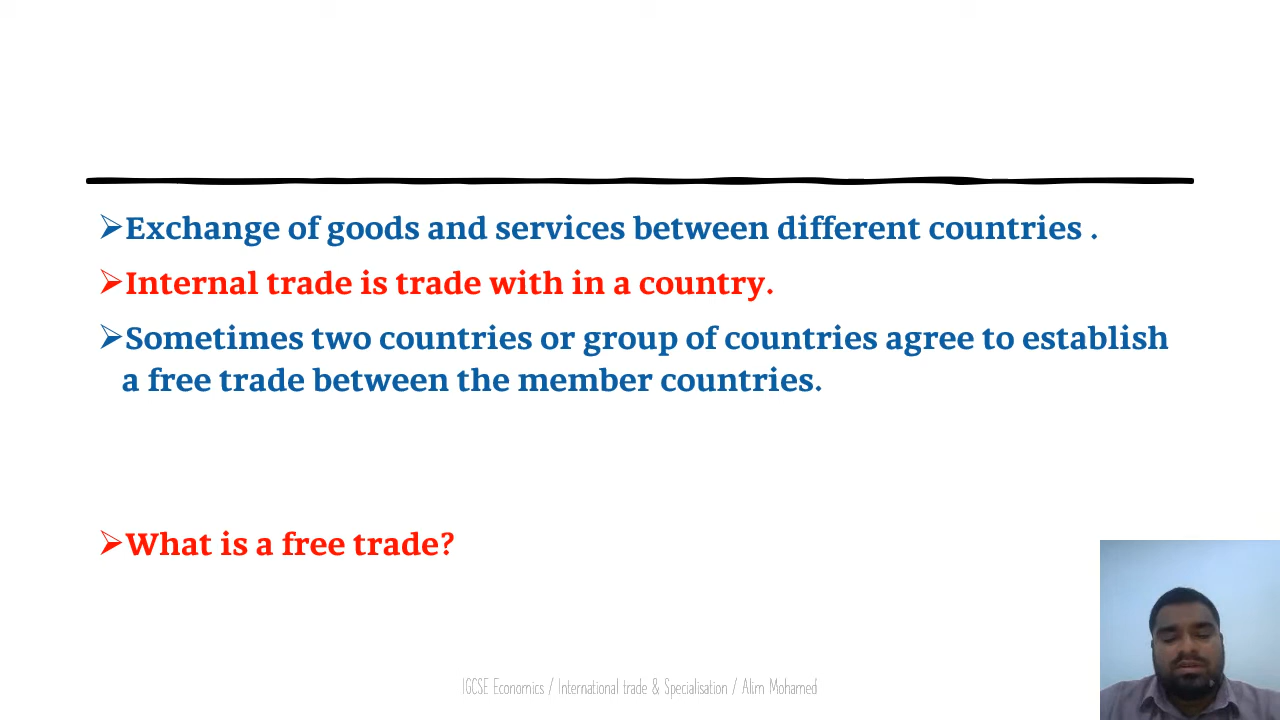 ➢Exchange of goods and services between different countries .
➢Internal trade is trade with in a country.
➢Sometimes two countries or group of countries agree to establish
a free trade between the member countries.
➢What is a free trade?
IGCSE Economics / International trade & Specialisation / Alim Mohamed